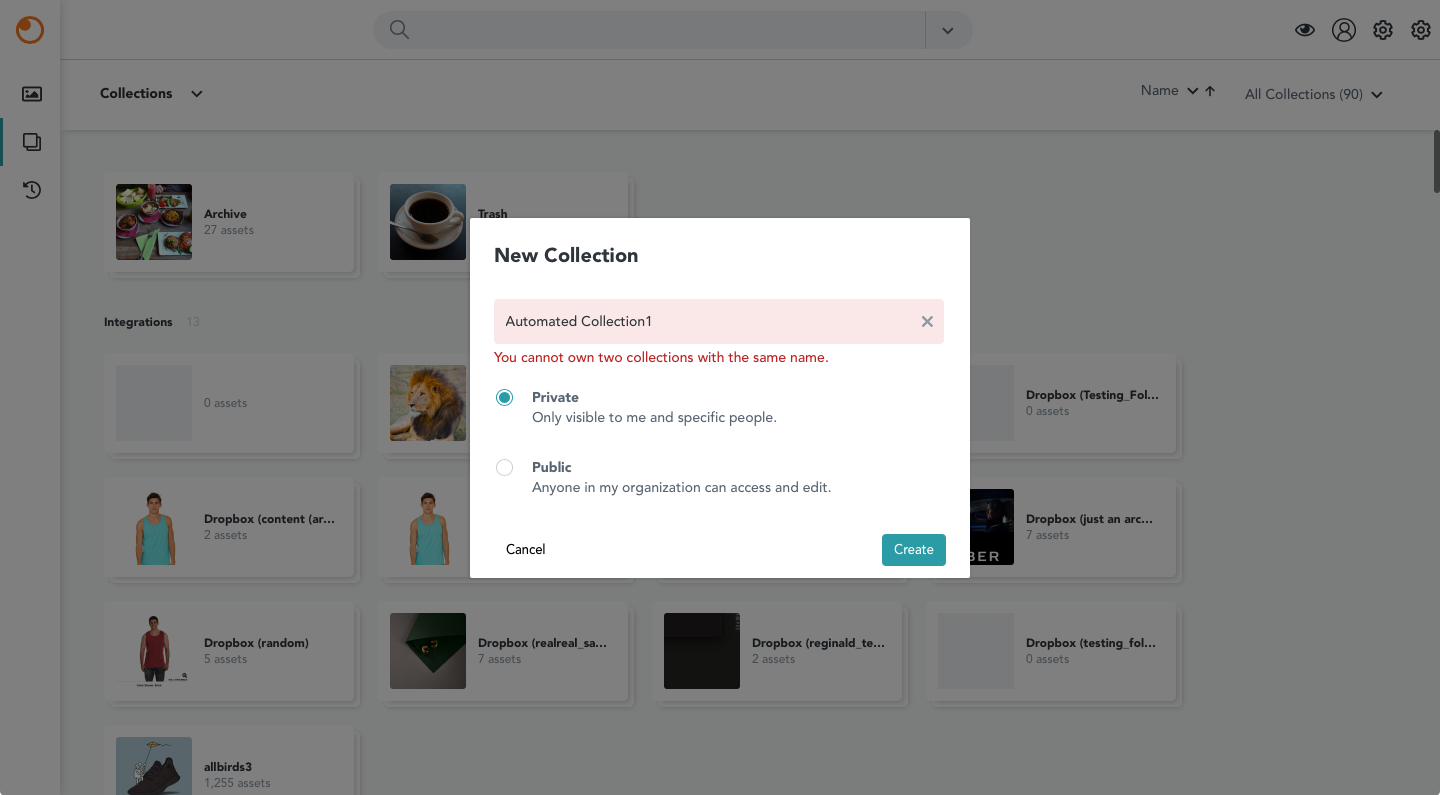 Collections
Name
All Collections (90)
Archive
27 assets
Trash
New Collection
Automated Collection1
You cannot own two collections with the same name.
Private
Only visible to me and specific people.
Public
Anyone in my organization can access and edit.
Cancel
Create
Integrations 13
0 assets
Dropbox (Testing_Fol...
0 assets
Dropbox (content (ar...
2 assets
BER
Dropbox (just an arc...
7 assets
Dropbox (random)
5 assets
Dropbox (realreal_sa...
7 assets
Dropbox (reginald_te...
2 assets
Dropbox (testing_fol...
0 assets
allbirds3
1,255 assets